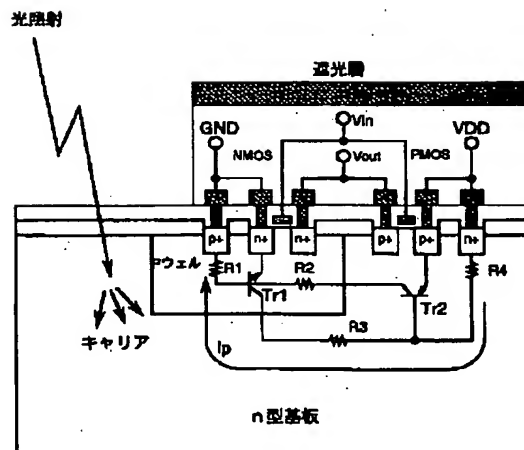 光照射
遮光層
Vin
GND
VDD
NMOS
Vout
PMOS
p+
n+
n+
p+
p+
n+
pウェル
R1
R2
R4
Tr1
Tr2
R3
キャリア
Ip
n型基板